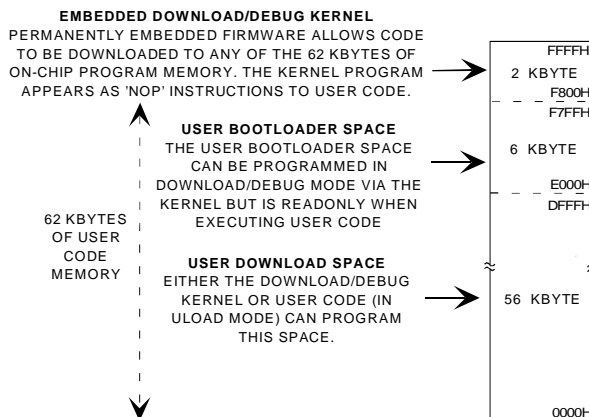 EMBEDDED DOWNLOAD/DEBUG KERNEL
PERMANENTLY EMBEDDED FIRMWARE ALLOWS CODE
TO BE DOWNLOADED TO ANY OF THE 62 KBYTES OF
ON-CHIP PROGRAM MEMORY. THE KERNEL PROGRAM
APPEARS AS 'NOP' INSTRUCTIONS TO USER CODE.
FFFFH
2 KBYTE
F800H
F7FFH
USER BOOTLOADER SPACE
THE USER BOOTLOADER SPACE
CAN BE PROGRAMMED IN
DOWNLOAD/DEBUG MODE VIA THE
KERNEL BUT IS READONLY WHEN
EXECUTING USER CODE
6 KBYTE
E000H
DFFFH
62 KBYTES
OF USER
CODE
MEMORY
USER DOWNLOAD SPACE
EITHER THE DOWNLOAD/DEBUG
KERNEL OR USER CODE (IN
ULOAD MODE) CAN PROGRAM
THIS SPACE.
56 KBYTE
0000H